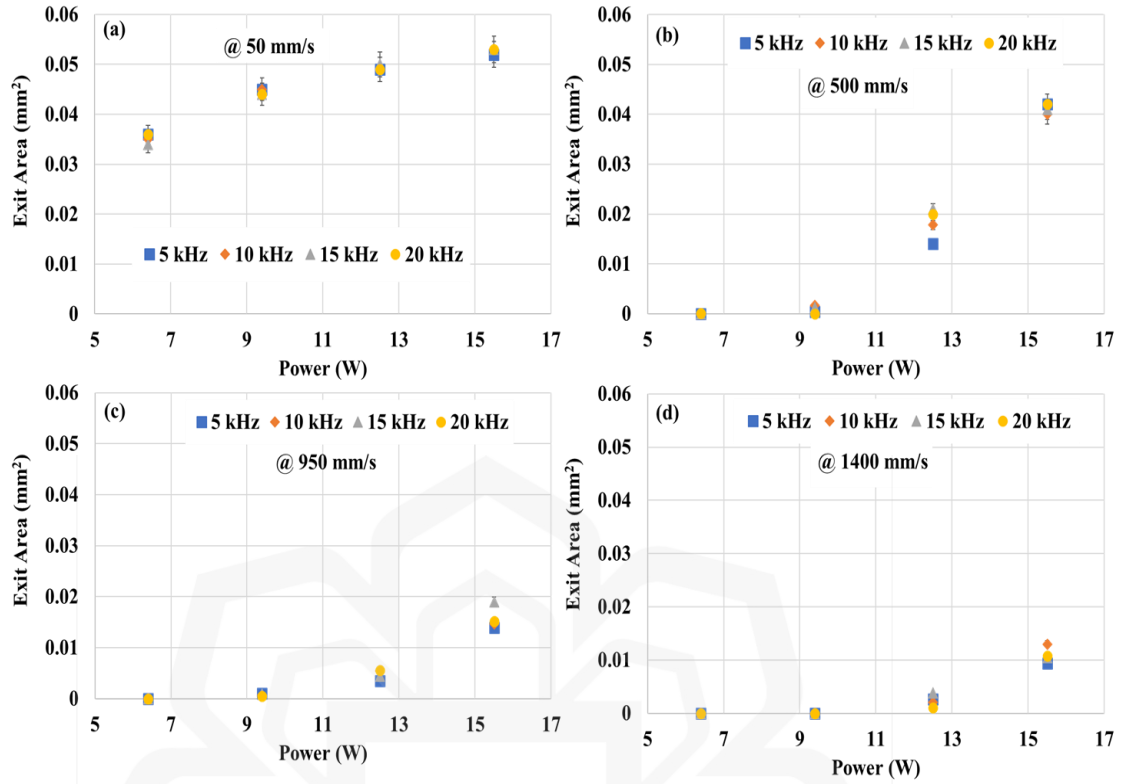 (a)
@ 50 mm/s
Exit Area (mm²)
0.06
0.05
0.04
0.03
0.02
0.01
0
5 kHz 10 kHz 15 kHz 20 kHz
5 7 9 11 13 15 17
Power (W)
(b)
5 kHz 10 kHz 15 kHz 20 kHz
@ 500 mm/s
Exit Area (mm²)
0.06
0.05
0.04
0.03
0.02
0.01
0
5 7 9 11 13 15 17
Power (W)
(c)
5 kHz 10 kHz 15 kHz 20 kHz
@ 950 mm/s
Exit Area (mm²)
0.06
0.05
0.04
0.03
0.02
0.01
0
5 7 9 11 13 15 17
Power (W)
(d)
5 kHz 10 kHz 15 kHz 20 kHz
@ 1400 mm/s
Exit Area (mm²)
0.06
0.05
0.04
0.03
0.02
0.01
0
5 7 9 11 13 15 17
Power (W)